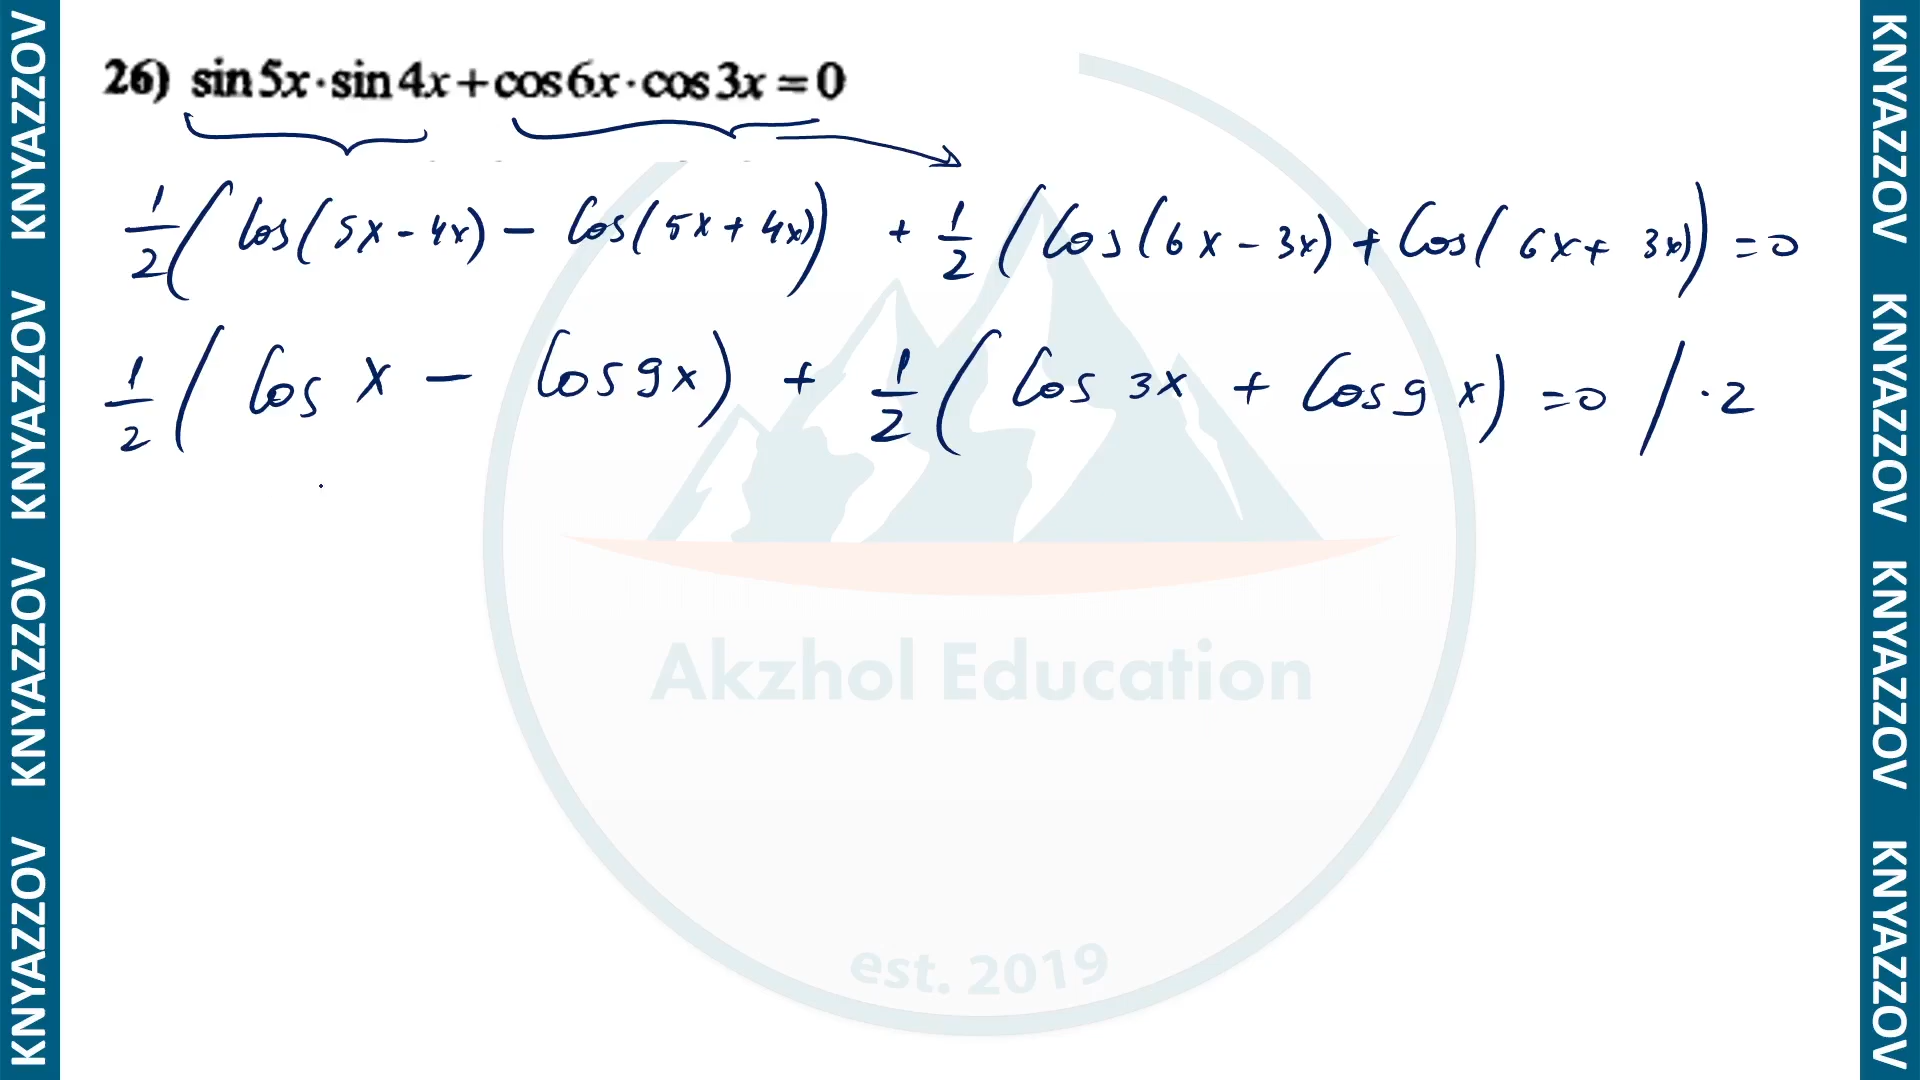 26) sin 5x · sin 4x + cos 6x · cos 3x = 0
1/2 (cos(5x - 4x) - cos(5x + 4x)) + 1/2 (cos(6x - 3x) + cos(6x + 3x)) = 0
1/2 (cos x - cos 9x) + 1/2 (cos 3x + cos 9x) = 0 / · 2
Akzhol Education
est. 2019
KNYAZZOV KNYAZZOV KNYAZZOV KNYAZZOV
KNYAZZOV KNYAZZOV KNYAZZOV KNYAZZOV